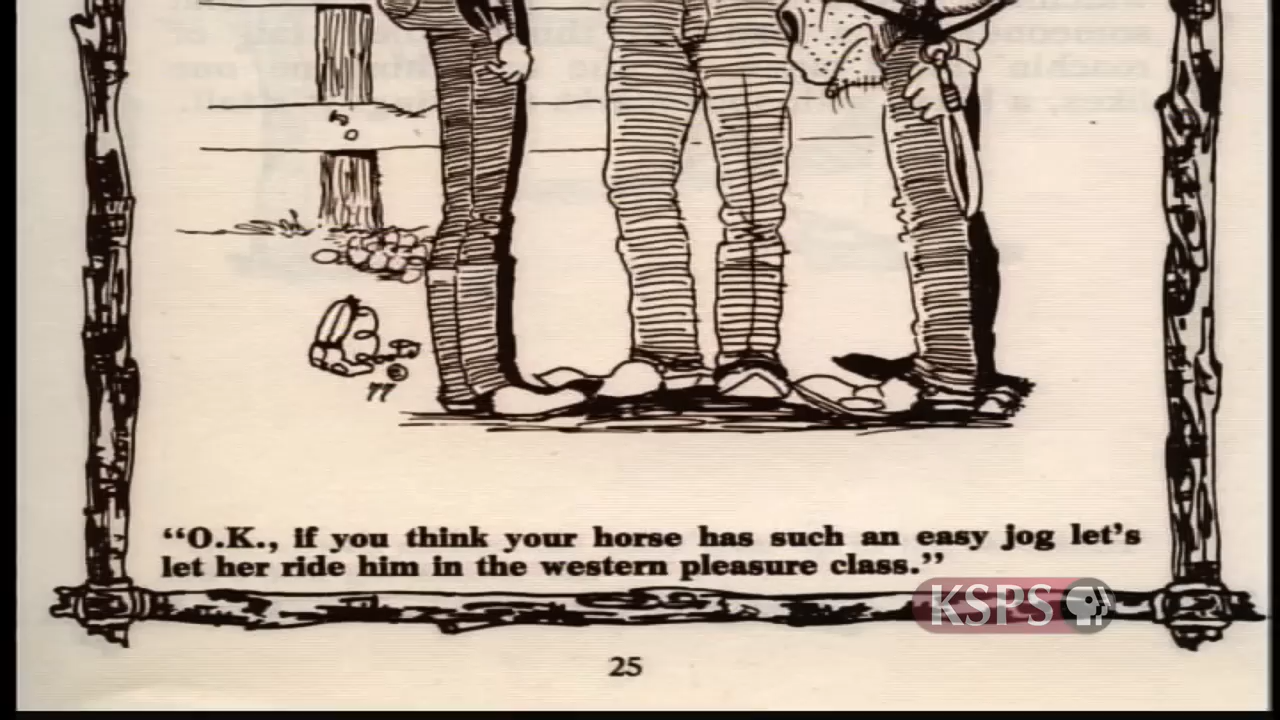 77
“O.K., if you think your horse has such an easy jog let's
let her ride him in the western pleasure class.”
KSPS
25